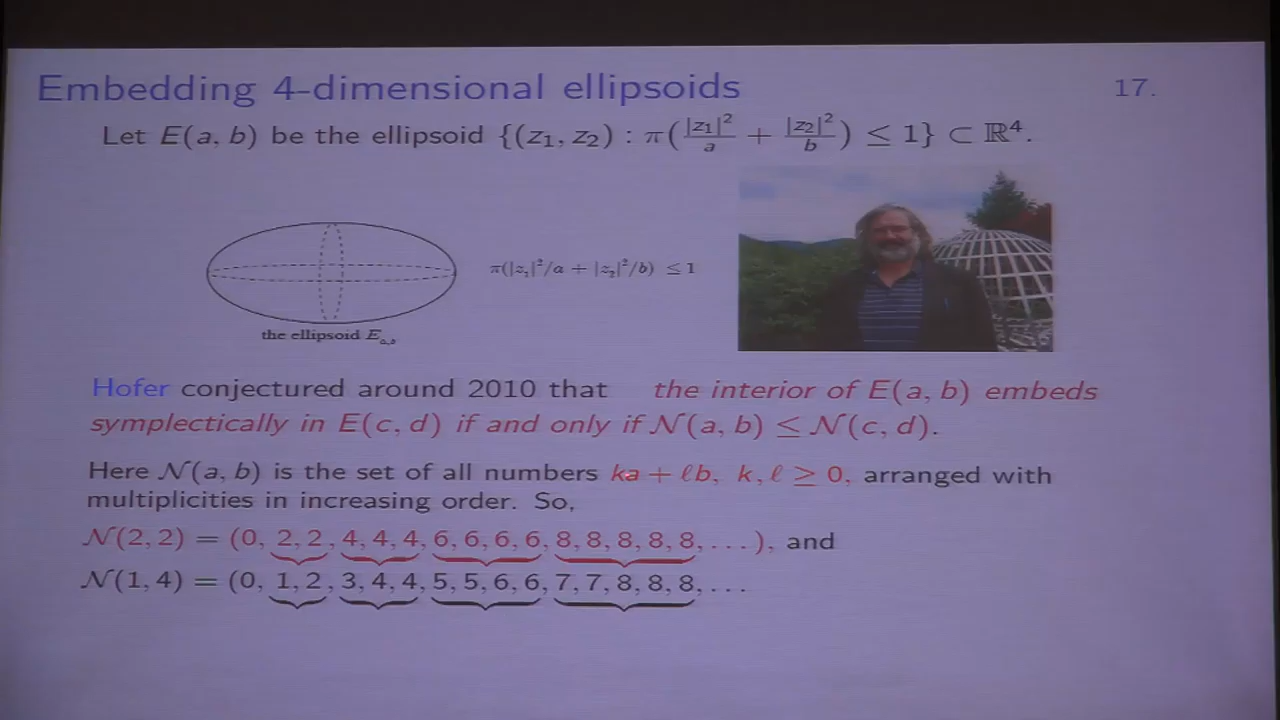 Embedding 4-dimensional ellipsoids 17.
Let E(a, b) be the ellipsoid {(z₁, z₂) : π(|z₁|²/a + |z₂|²/b) ≤ 1} ⊂ ℝ⁴.
π(|z₁|²/a + |z₂|²/b) ≤ 1
the ellipsoid E_{a,b}
Hofer conjectured around 2010 that the interior of E(a, b) embeds
symplectically in E(c, d) if and only if 𝒩(a, b) ≤ 𝒩(c, d).
Here 𝒩(a, b) is the set of all numbers ka + ℓb, k, ℓ ≥ 0, arranged with
multiplicities in increasing order. So,
𝒩(2, 2) = (0, 2, 2, 4, 4, 4, 6, 6, 6, 6, 8, 8, 8, 8, 8, ...), and
𝒩(1, 4) = (0, 1, 2, 3, 4, 4, 5, 5, 6, 6, 7, 7, 8, 8, 8, ...